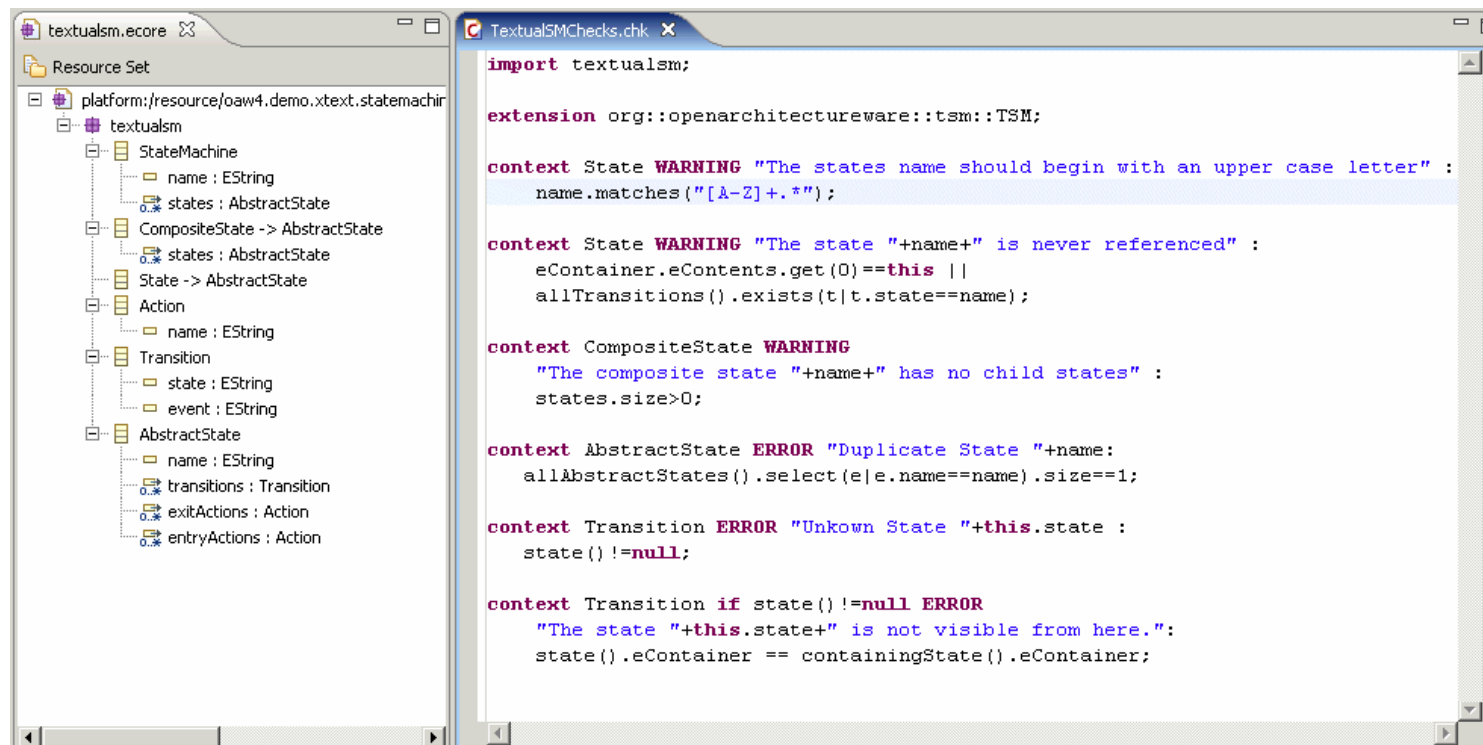 textualsm.ecore
Resource Set
platform:/resource/oaw4.demo.xtext.statemachin
textualsm
StateMachine
name : EString
states : AbstractState
CompositeState -> AbstractState
states : AbstractState
State -> AbstractState
Action
name : EString
Transition
state : EString
event : EString
AbstractState
name : EString
transitions : Transition
exitActions : Action
entryActions : Action
TextualSMChecks.chk
import textualsm;
extension org::openarchitectureware::tsm::TSM;
context State WARNING "The states name should begin with an upper case letter" :
name.matches("[A-Z]+.*");
context State WARNING "The state "+name+" is never referenced" :
eContainer.eContents.get(0)==this ||
allTransitions().exists(t|t.state==name);
context CompositeState WARNING
"The composite state "+name+" has no child states" :
states.size>0;
context AbstractState ERROR "Duplicate State "+name:
allAbstractStates().select(e|e.name==name).size==1;
context Transition ERROR "Unkown State "+this.state :
state()!=null;
context Transition if state()!=null ERROR
"The state "+this.state+" is not visible from here.":
state().eContainer == containingState().eContainer;